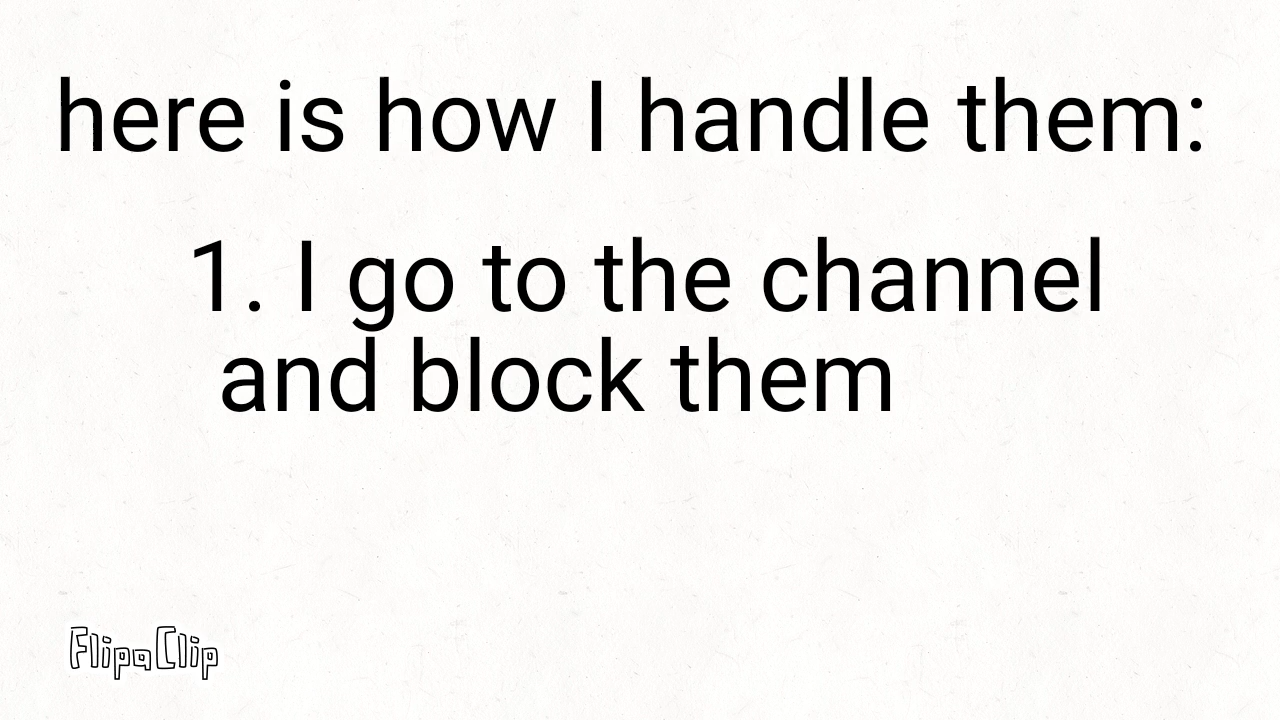 here is how I handle them:
1. I go to the channel
and block them
FlipaClip